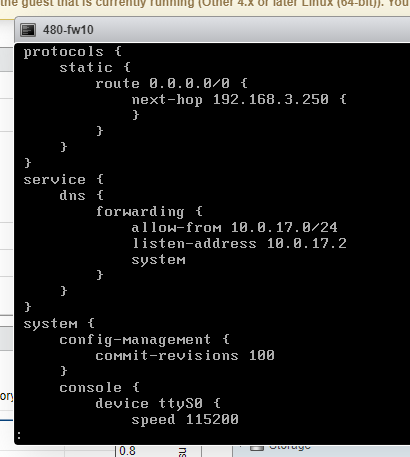 the guest that is currently running (Other 4.x or later Linux (64-bit)). You
480-fw10
protocols {
static {
route 0.0.0.0/0 {
next-hop 192.168.3.250 {
}
}
}
}
service {
dns {
forwarding {
allow-from 10.0.17.0/24
listen-address 10.0.17.2
system
}
}
}
system {
config-management {
commit-revisions 100
}
console {
device ttyS0 {
speed 115200
:
0.8
Storage